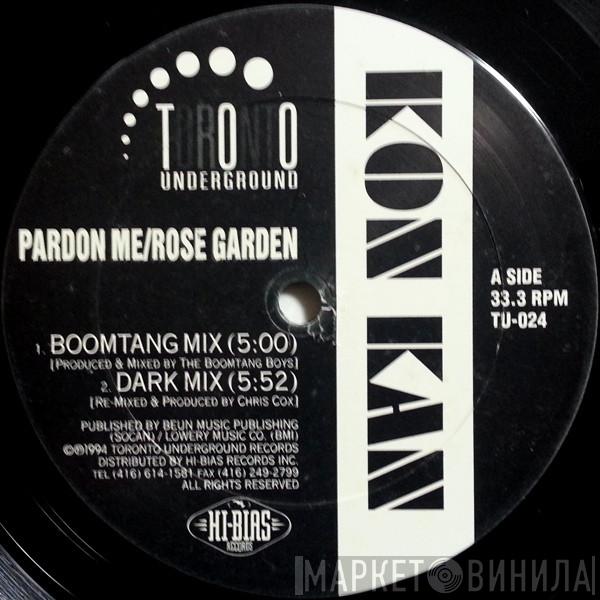 TORONTO
UNDERGROUND
PARDON ME/ROSE GARDEN
1. BOOMTANG MIX (5:00)
[PRODUCED & MIXED BY THE BOOMTANG BOYS]
2. DARK MIX (5:52)
[RE-MIXED & PRODUCED BY CHRIS COX]
PUBLISHED BY BEUN MUSIC PUBLISHING
(SOCAN) / LOWERY MUSIC CO. (BMI)
©℗1994 TORONTO UNDERGROUND RECORDS
DISTRIBUTED BY HI-BIAS RECORDS INC.
TEL (416) 614-1581 FAX (416) 249-2799
ALL RIGHTS RESERVED
HI-BIAS
RECORDS
KON KAN
A SIDE
33.3 RPM
TU-024
МАРКЕТ ВИНИЛА